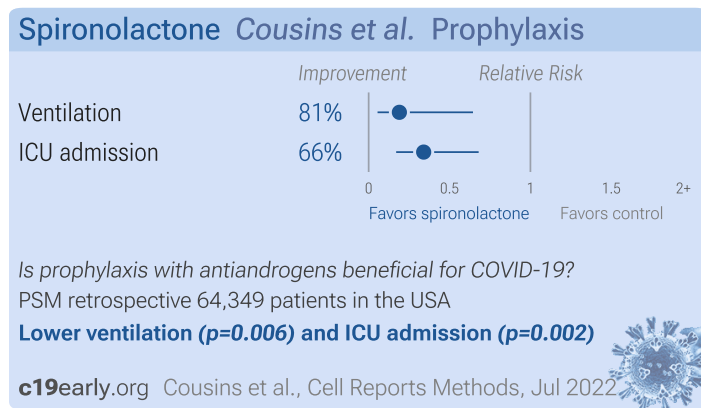 Spironolactone Cousins et al. Prophylaxis
Improvement Relative Risk
Ventilation 81%
ICU admission 66%
0 0.5 1 1.5 2+
Favors spironolactone Favors control
Is prophylaxis with antiandrogens beneficial for COVID-19?
PSM retrospective 64,349 patients in the USA
Lower ventilation (p=0.006) and ICU admission (p=0.002)
c19early.org Cousins et al., Cell Reports Methods, Jul 2022